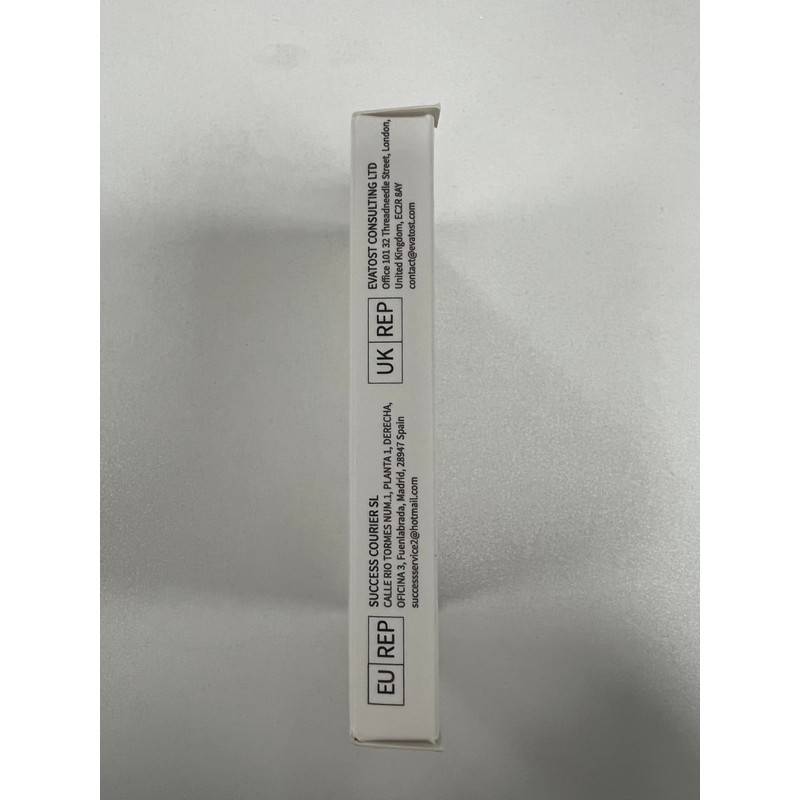 EU REP
SUCCESS COURIER SL
CALLE RIO TORMES NUM.1, PLANTA 1, DERECHA,
OFICINA 3, Fuenlabrada, Madrid, 28947 Spain
successservice2@hotmail.com
UK REP
EVATOST CONSULTING LTD
Office 101 32 Threadneedle Street, London,
United Kingdom, EC2R 8AY
contact@evatost.com